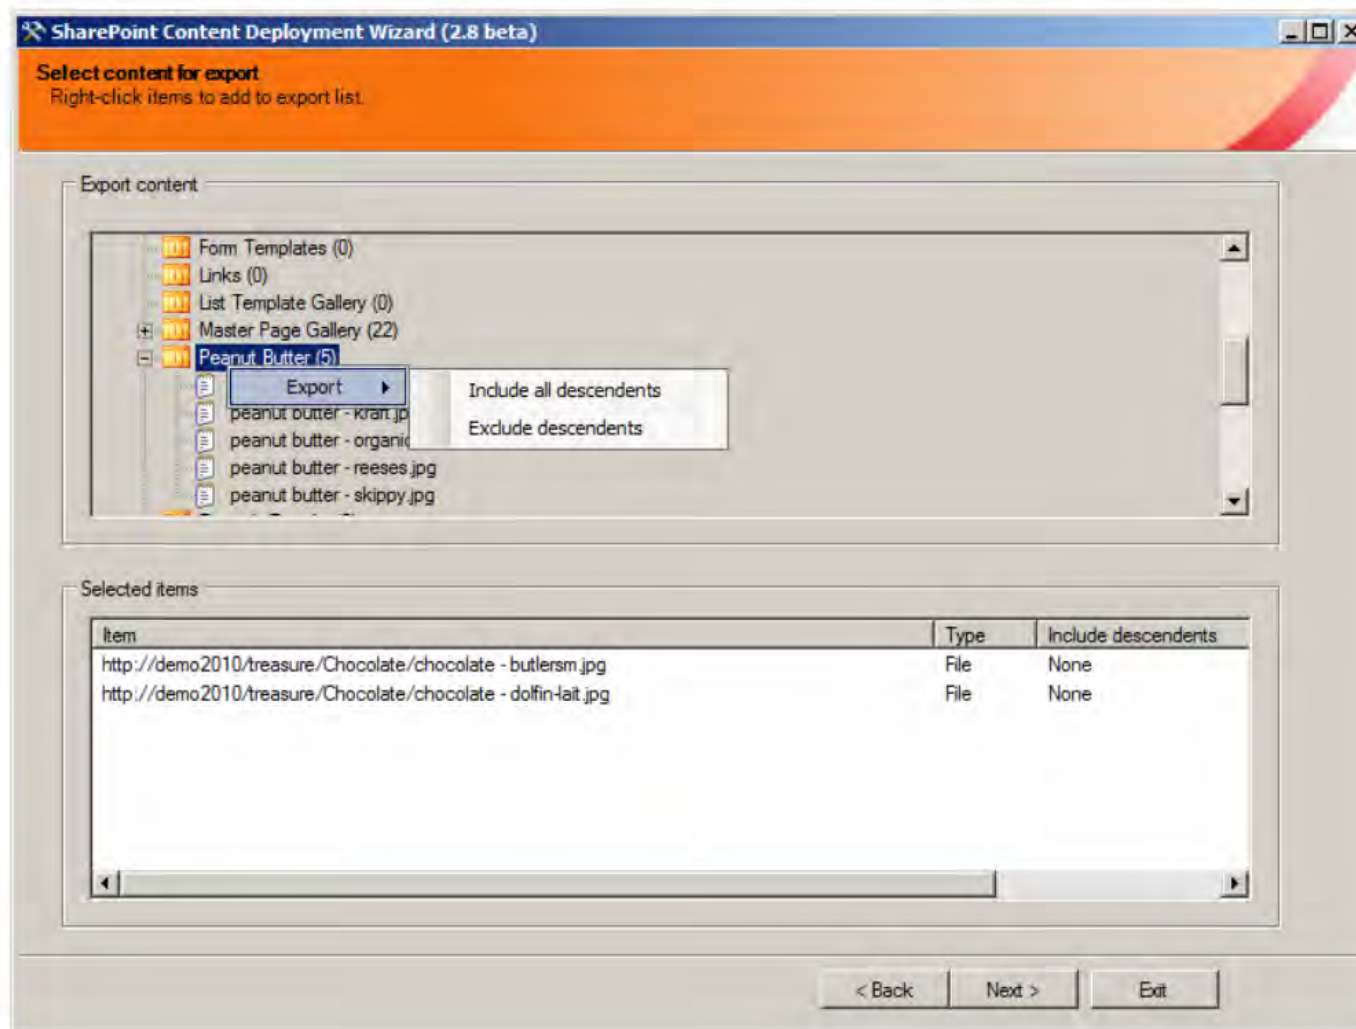 SharePoint Content Deployment Wizard (2.8 beta)
Select content for export
Right-click items to add to export list.
Export content
Form Templates (0)
Links (0)
List Template Gallery (0)
Master Page Gallery (22)
Peanut Butter (5)
Export
Include all descendents
peanut butter - kraft.jp
Exclude descendents
peanut butter - organic
peanut butter - reeses.jpg
peanut butter - skippy.jpg
Selected items
Item Type Include descendents
http://demo2010/treasure/Chocolate/chocolate - butlersm.jpg File None
http://demo2010/treasure/Chocolate/chocolate - dolfin-lait.jpg File None
< Back Next > Exit